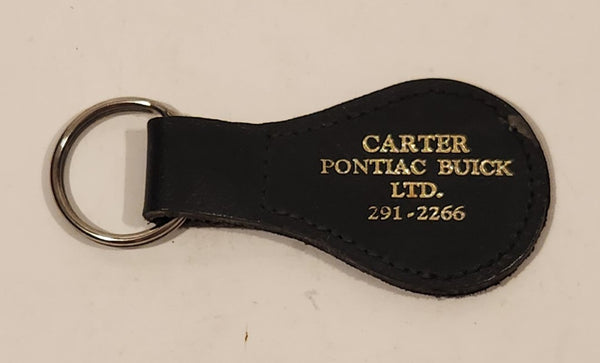 CARTER
PONTIAC BUICK
LTD.
291-2266